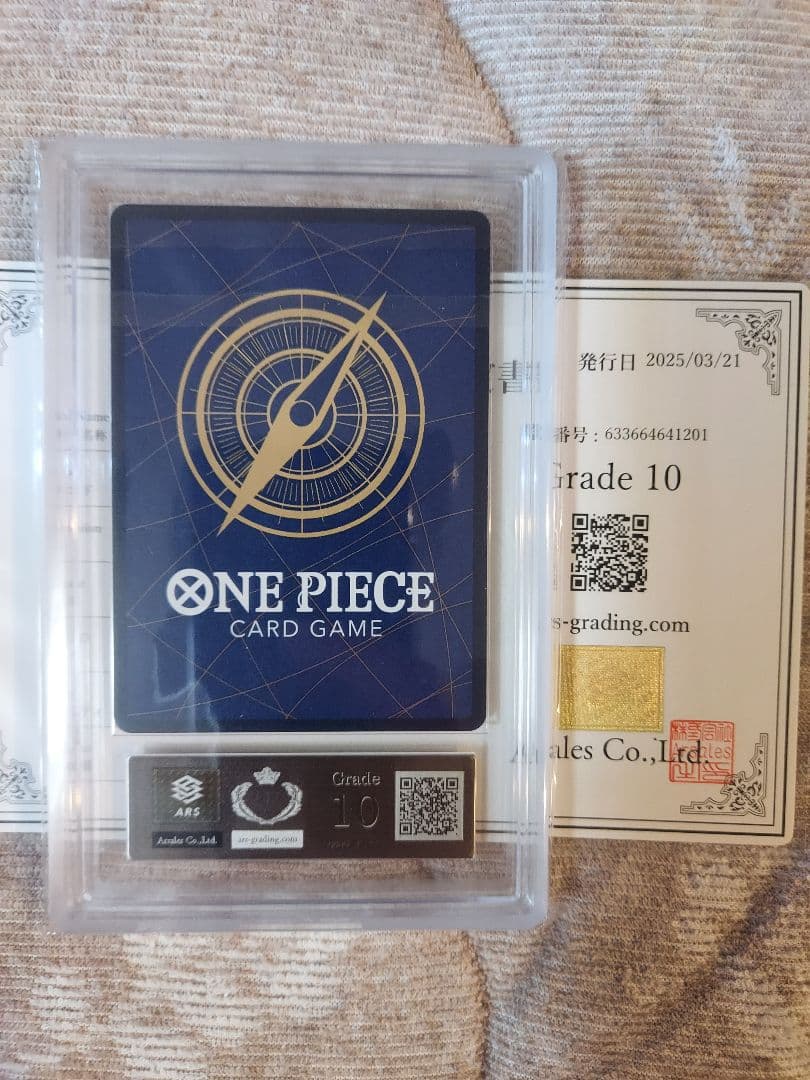 発行日 2025/03/21
番号：633664641201
Grade 10
s-grading.com
ales Co.,Ltd.
ONE PIECE
CARD GAME
ARS
Arcales Co.,Ltd.
ars-grading.com
Grade
10